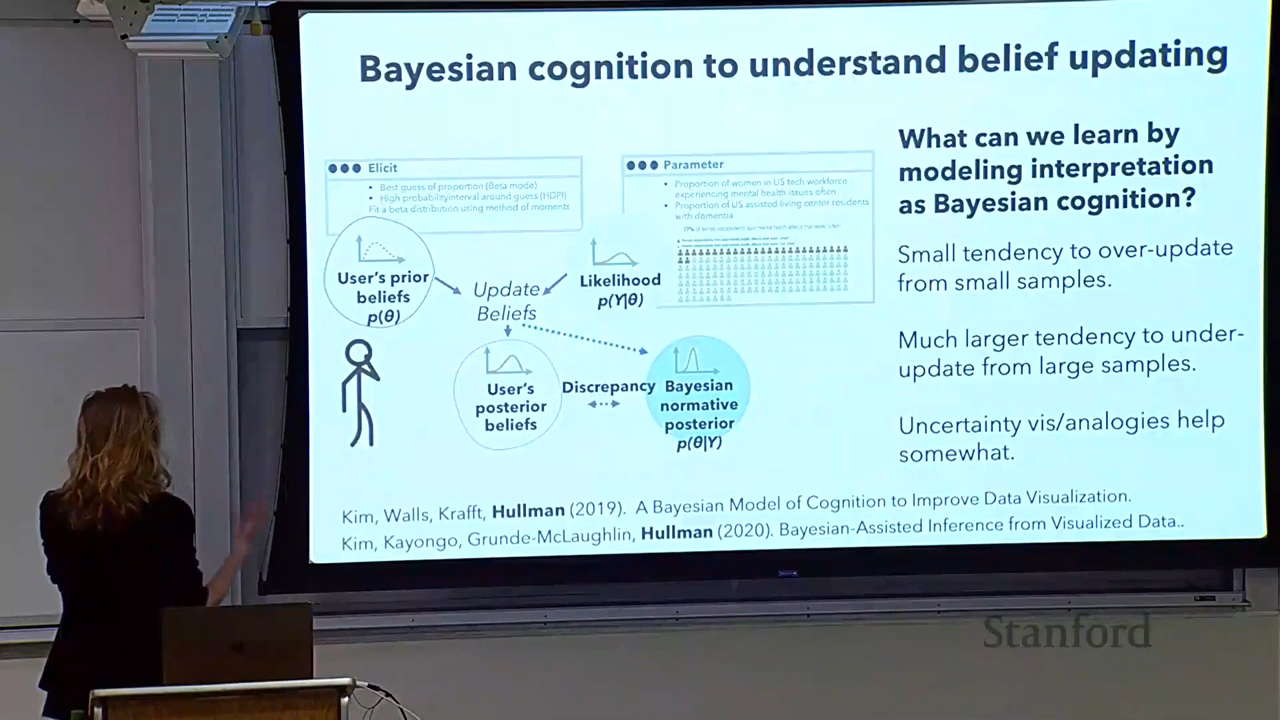 Bayesian cognition to understand belief updating
Elicit
• Best guess of proportion (Beta mode)
• High probabilityinterval around guess (HDPI)
Fit a beta distribution using method of moments
Parameter
• Proportion of women in US tech workforce
experiencing mental health issues often
• Proportion of US assisted living center residents
with dementia
User's prior
beliefs
p(θ)
Update
Beliefs
Likelihood
p(Y|θ)
User's
posterior
beliefs
Discrepancy
Bayesian
normative
posterior
p(θ|Y)
What can we learn by
modeling interpretation
as Bayesian cognition?
Small tendency to over-update
from small samples.
Much larger tendency to under-
update from large samples.
Uncertainty vis/analogies help
somewhat.
Kim, Walls, Krafft, Hullman (2019). A Bayesian Model of Cognition to Improve Data Visualization.
Kim, Kayongo, Grunde-McLaughlin, Hullman (2020). Bayesian-Assisted Inference from Visualized Data..
Stanford